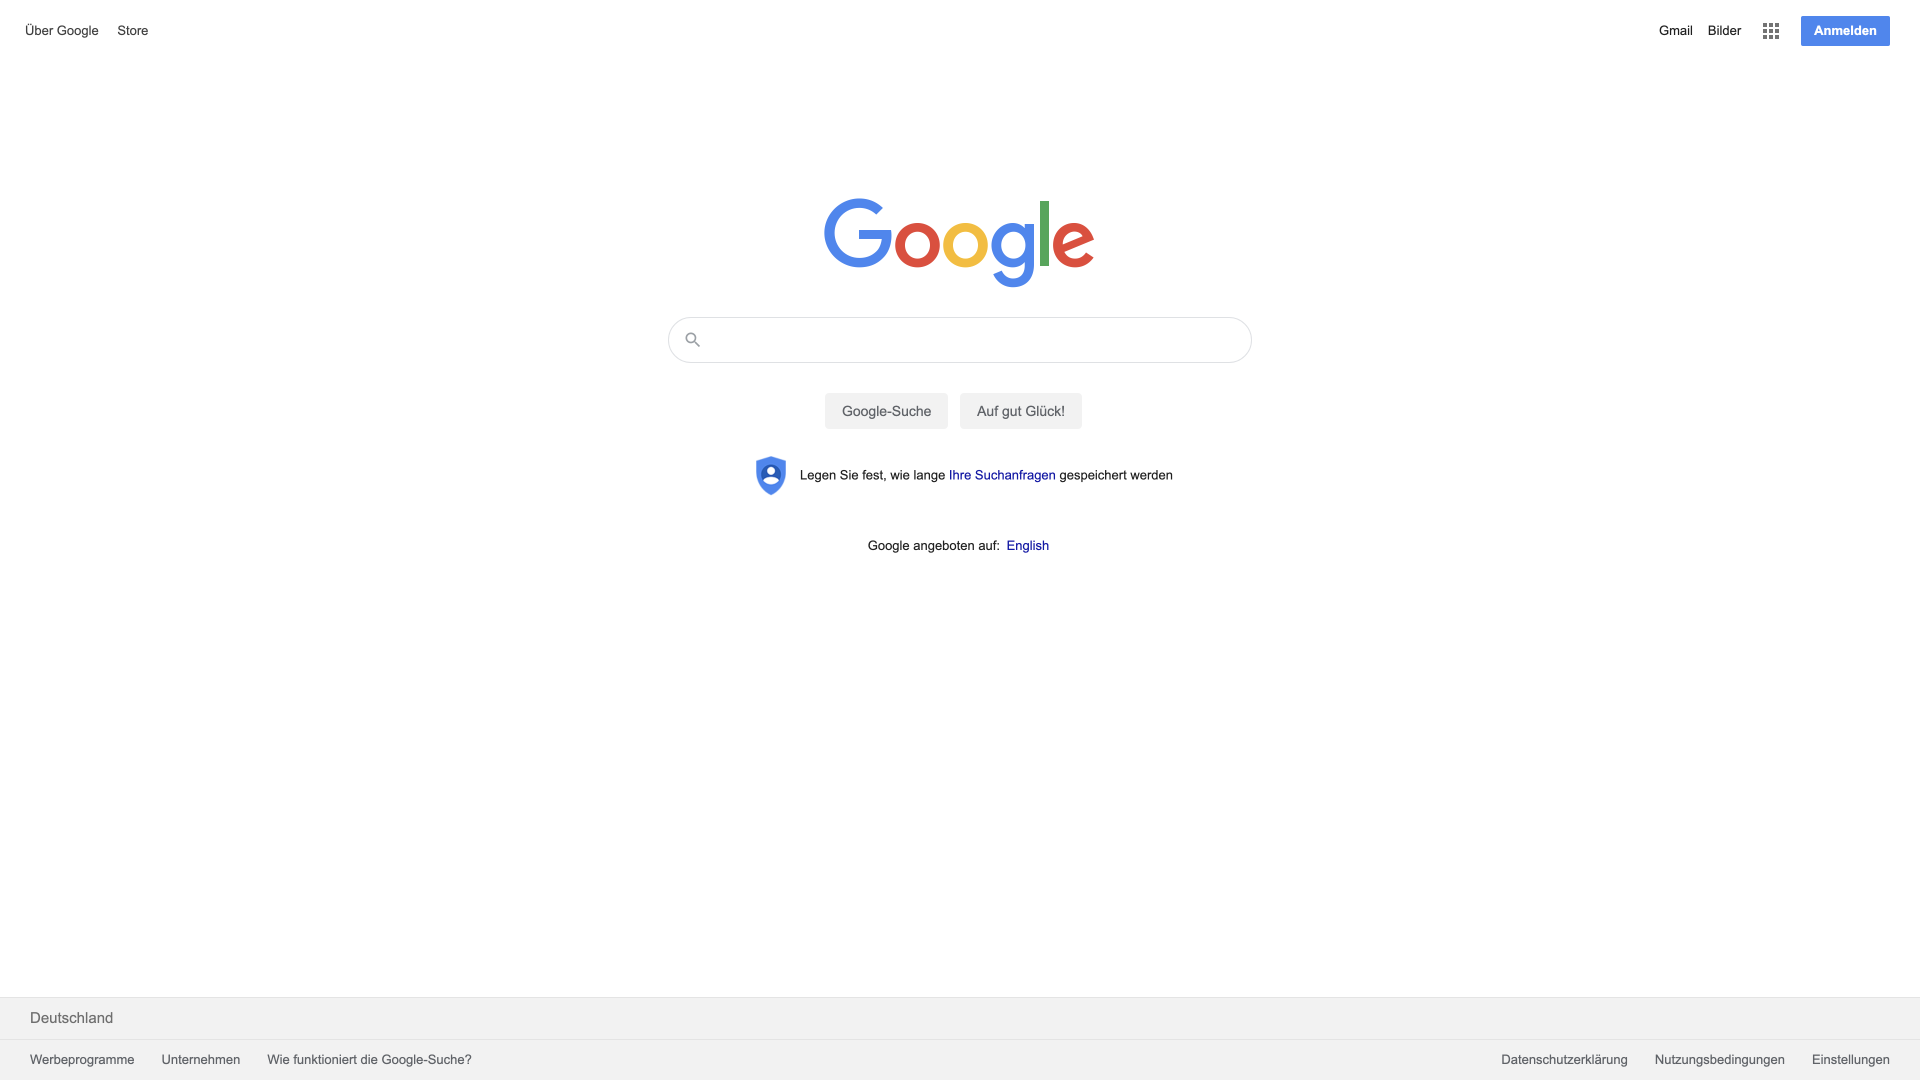 Über Google Store
Gmail Bilder Anmelden
Google
Google-Suche Auf gut Glück!
Legen Sie fest, wie lange Ihre Suchanfragen gespeichert werden
Google angeboten auf: English
Deutschland
Werbeprogramme Unternehmen Wie funktioniert die Google-Suche?
Datenschutzerklärung Nutzungsbedingungen Einstellungen